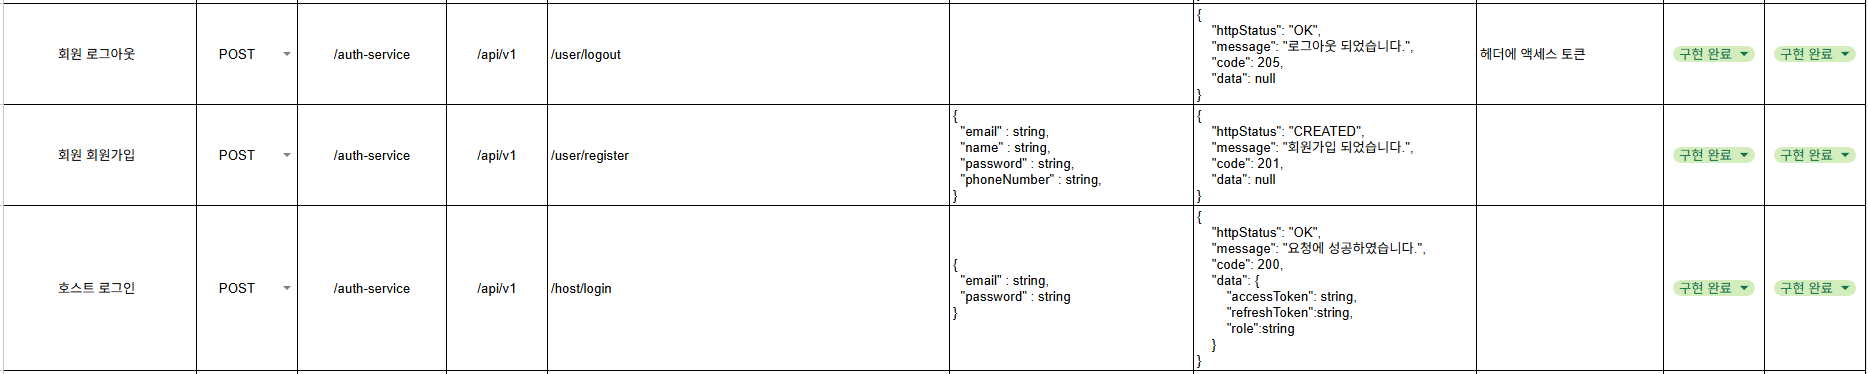 }
회원 로그아웃
POST
/auth-service
/api/v1
/user/logout
{
"httpStatus": "OK",
"message": "로그아웃 되었습니다.",
"code": 205,
"data": null
}
헤더에 액세스 토큰
구현 완료
구현 완료
회원 회원가입
POST
/auth-service
/api/v1
/user/register
{
"email" : string,
"name" : string,
"password" : string,
"phoneNumber" : string,
}
{
"httpStatus": "CREATED",
"message": "회원가입 되었습니다.",
"code": 201,
"data": null
}
구현 완료
구현 완료
호스트 로그인
POST
/auth-service
/api/v1
/host/login
{
"email" : string,
"password" : string
}
{
"httpStatus": "OK",
"message": "요청에 성공하였습니다.",
"code": 200,
"data": {
"accessToken": string,
"refreshToken":string,
"role":string
}
}
구현 완료
구현 완료